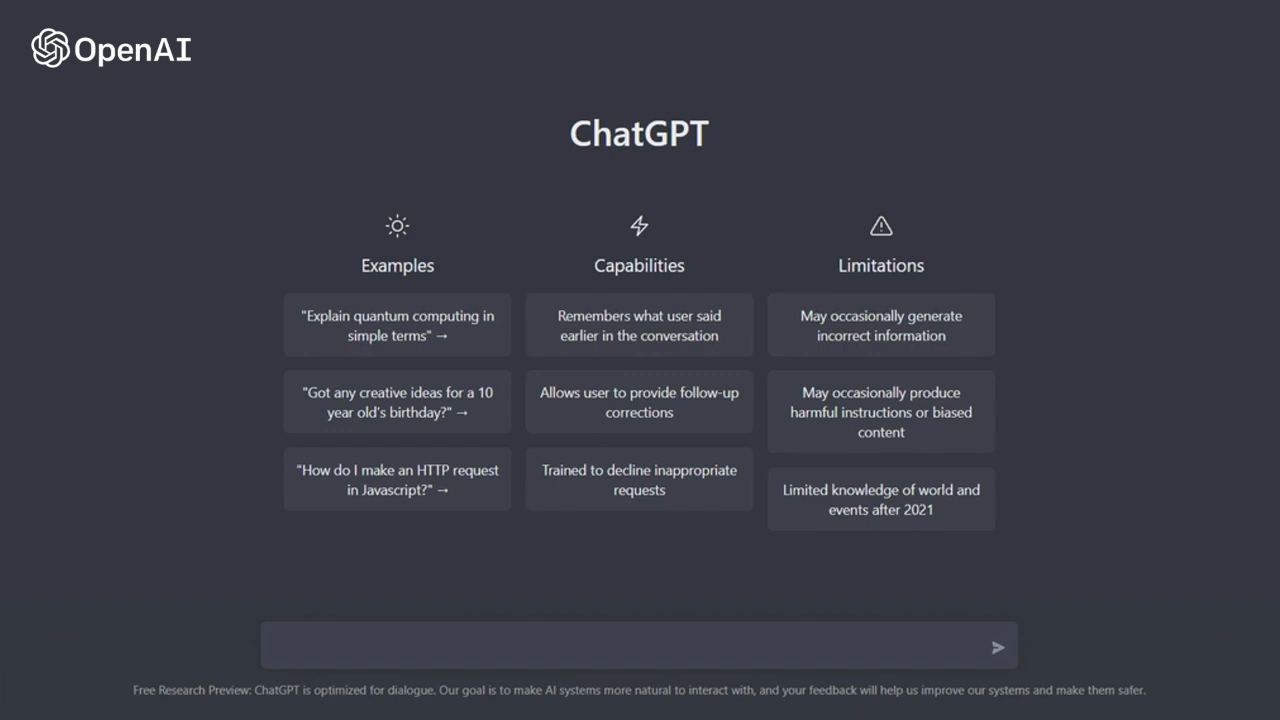 OpenAI
ChatGPT
Examples
"Explain quantum computing in
simple terms" →
"Got any creative ideas for a 10
year old's birthday?" →
"How do I make an HTTP request
in Javascript?" →
Capabilities
Remembers what user said
earlier in the conversation
Allows user to provide follow-up
corrections
Trained to decline inappropriate
requests
Limitations
May occasionally generate
incorrect information
May occasionally produce
harmful instructions or biased
content
Limited knowledge of world and
events after 2021
Free Research Preview: ChatGPT is optimized for dialogue. Our goal is to make AI systems more natural to interact with, and your feedback will help us improve our systems and make them safer.